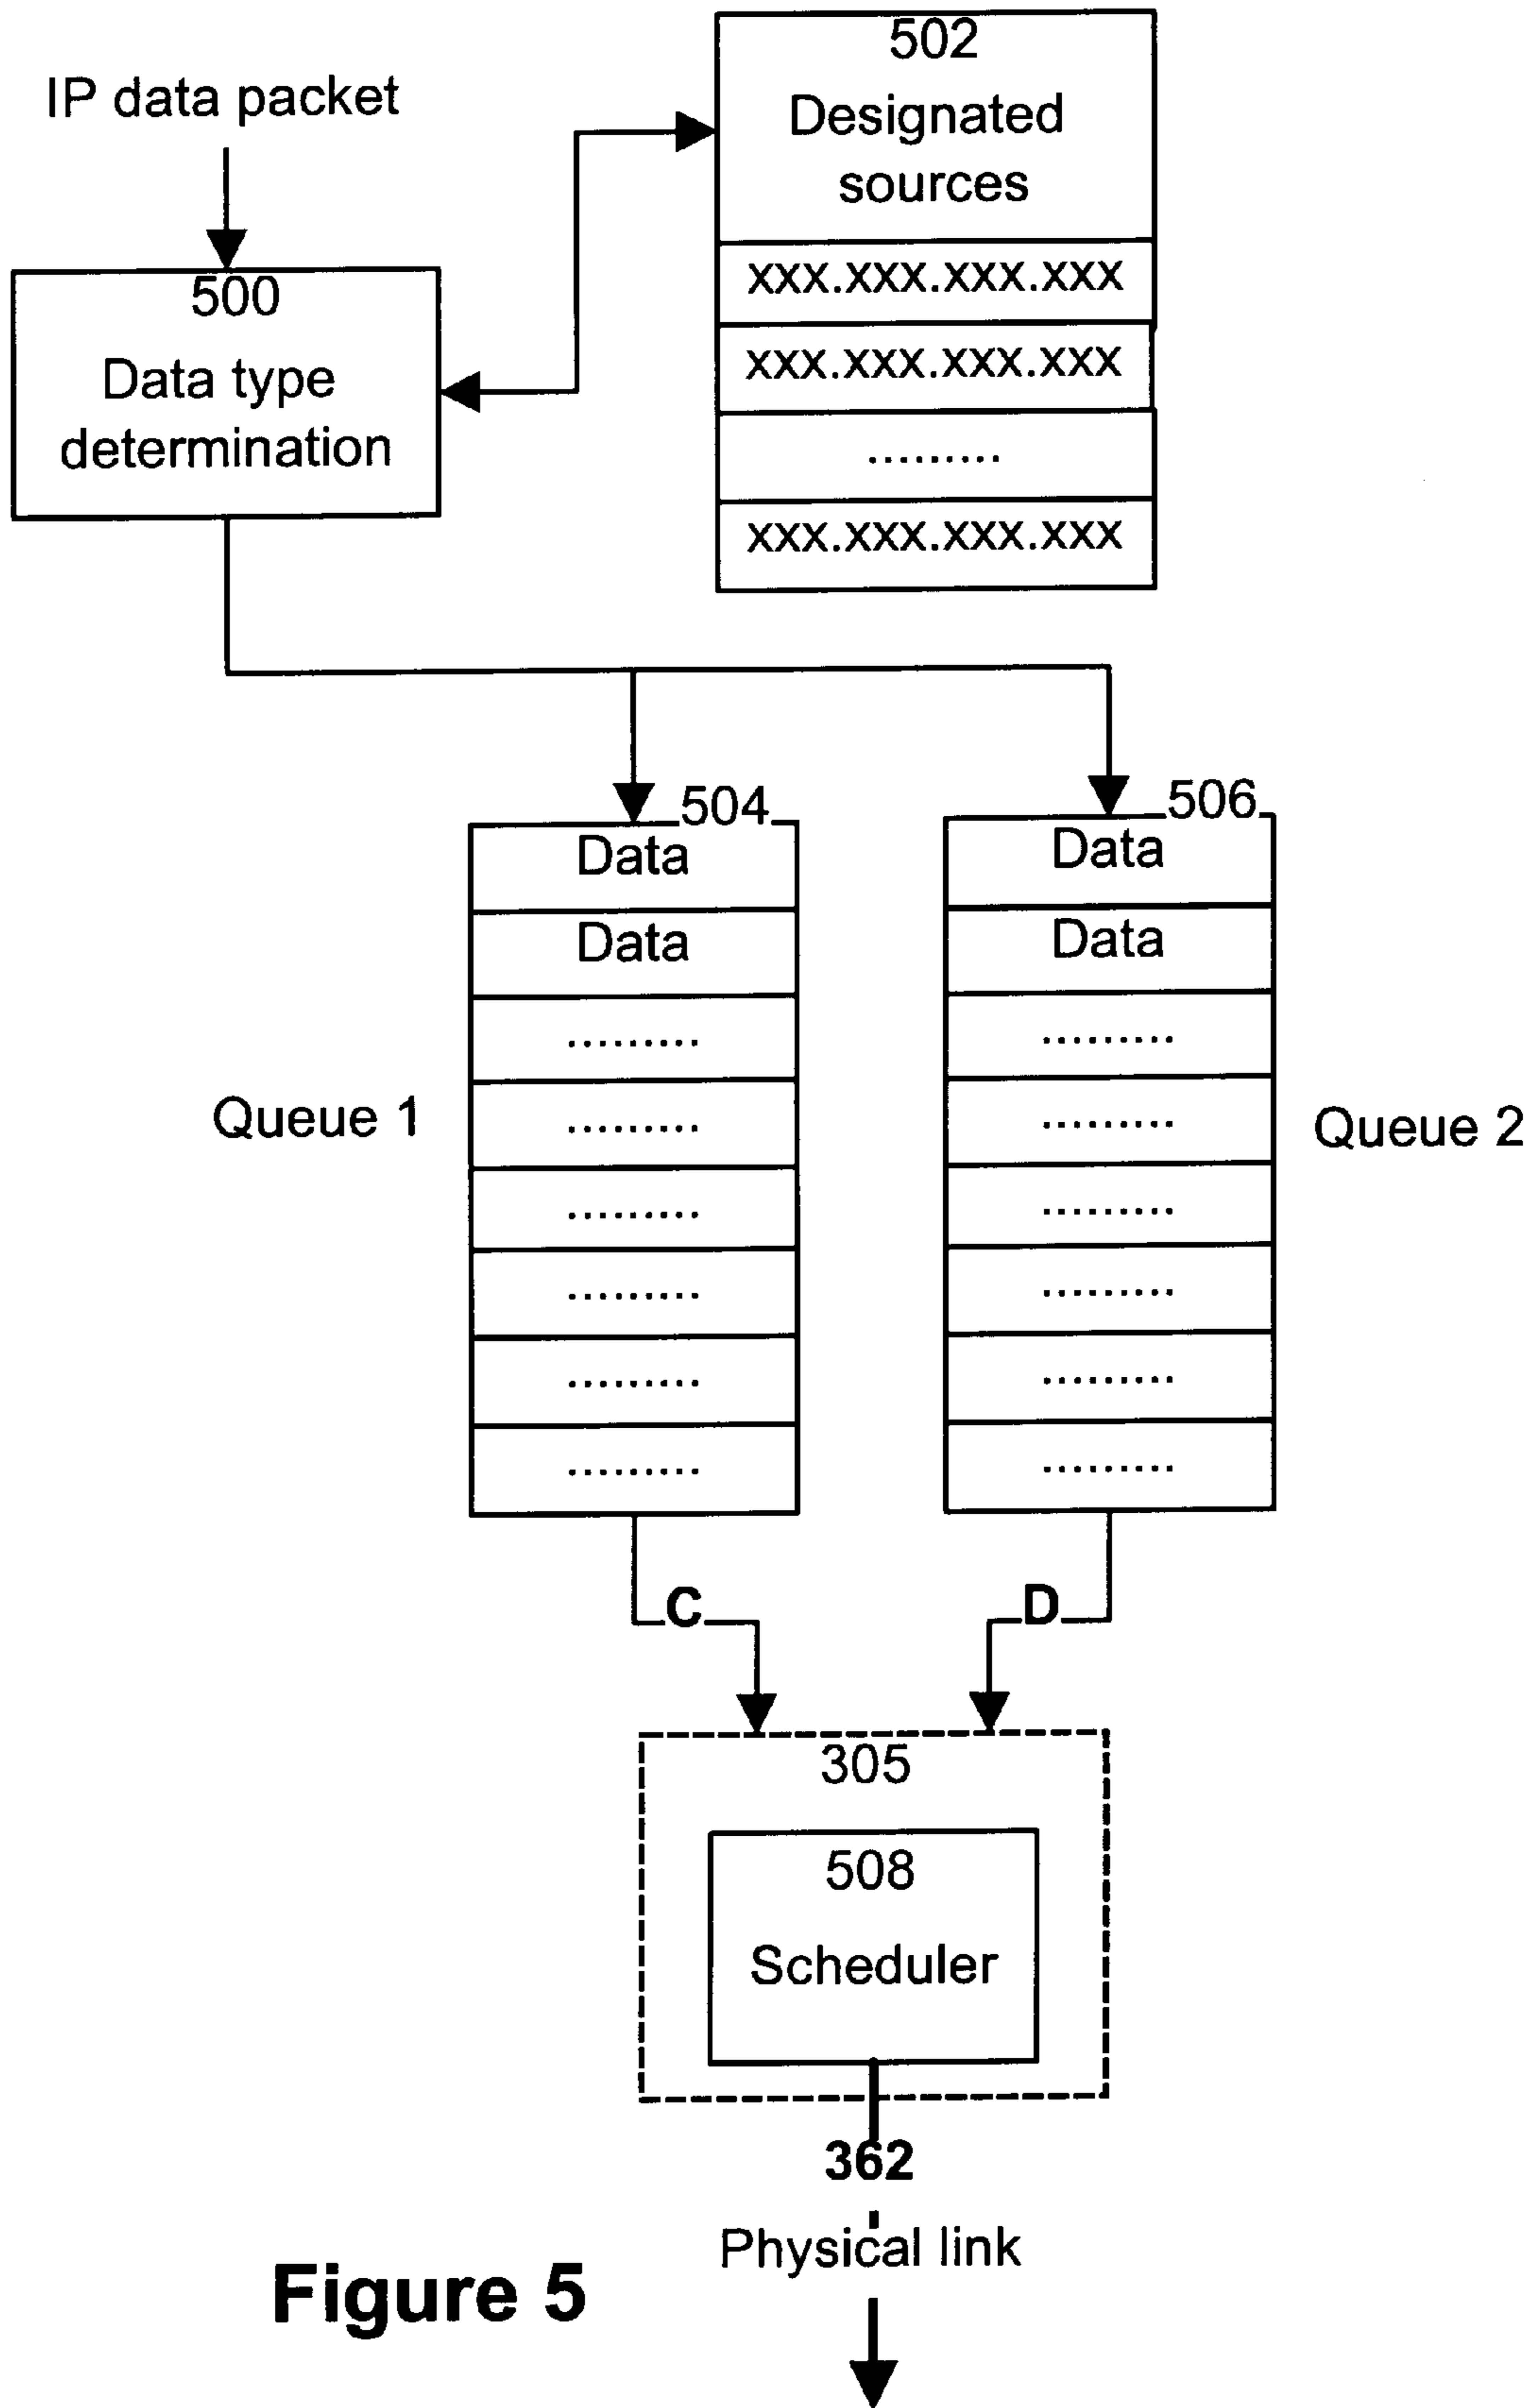 502
Designated
sources
IP data packet
xxx.xxx.xxx.xxx
500
xxx.xxx.xxx.xxx
Data type
determination
.........
xxx.xxx.xxx.xxx
504
506
Data
Data
Data
Data
.........
.........
Queue 1
.........
.........
Queue 2
.........
.........
.........
.........
.........
.........
.........
.........
C
D
305
508
Scheduler
362
Physical link
Figure 5